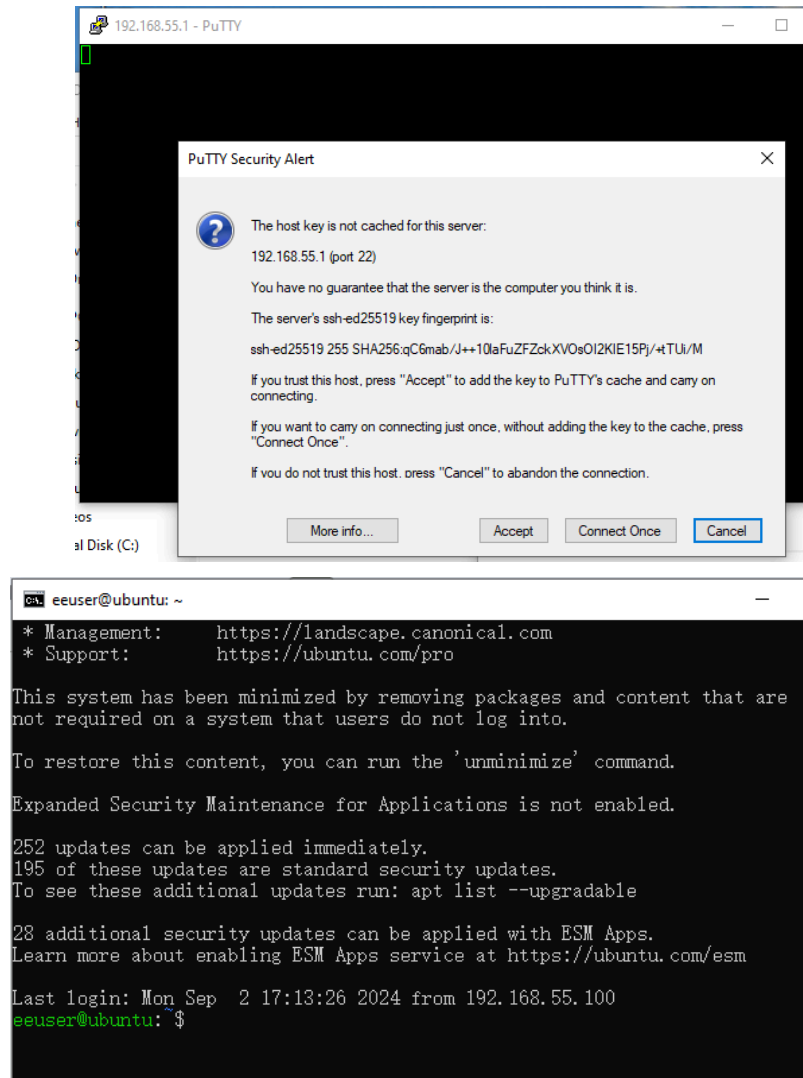 192.168.55.1 - PuTTY
PuTTY Security Alert
The host key is not cached for this server:
192.168.55.1 (port 22)
You have no guarantee that the server is the computer you think it is.
The server's ssh-ed25519 key fingerprint is:
ssh-ed25519 255 SHA256:qC6mab/J++10laFuZFZckXVOsOI2KIE15Pj/+tTUi/M
If you trust this host, press "Accept" to add the key to PuTTY's cache and carry on
connecting.
If you want to carry on connecting just once, without adding the key to the cache, press
"Connect Once".
If you do not trust this host, press "Cancel" to abandon the connection.
More info...
Accept
Connect Once
Cancel
al Disk (C:)
eeuser@ubuntu: ~
* Management: https://landscape.canonical.com
* Support: https://ubuntu.com/pro
This system has been minimized by removing packages and content that are
not required on a system that users do not log into.
To restore this content, you can run the 'unminimize' command.
Expanded Security Maintenance for Applications is not enabled.
252 updates can be applied immediately.
195 of these updates are standard security updates.
To see these additional updates run: apt list --upgradable
28 additional security updates can be applied with ESM Apps.
Learn more about enabling ESM Apps service at https://ubuntu.com/esm
Last login: Mon Sep  2 17:13:26 2024 from 192.168.55.100
eeuser@ubuntu:~$